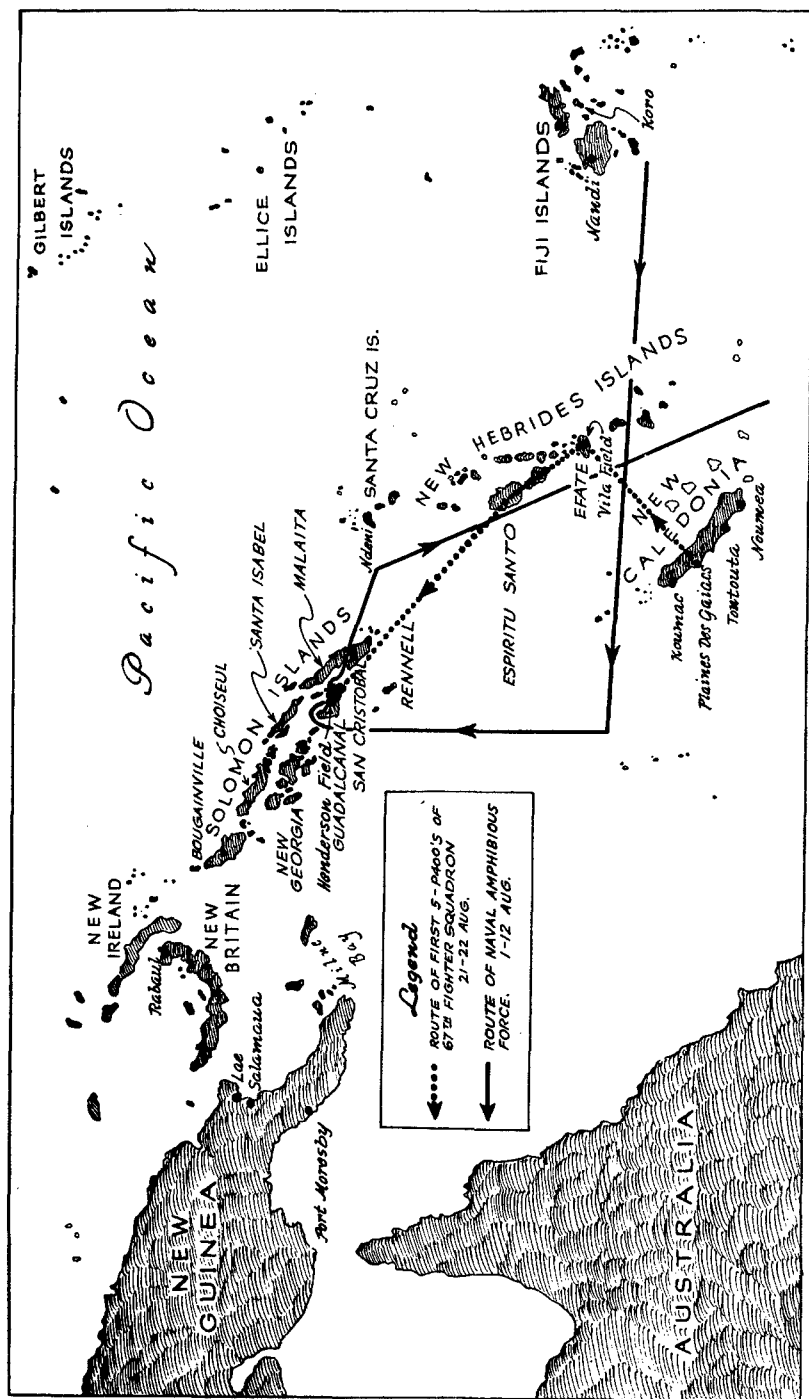 Pacific Ocean
GILBERT
ISLANDS
ELLICE
ISLANDS
FIJI ISLANDS
Nandi
Koro
SANTA CRUZ IS.
Ndeni
NEW HEBRIDES ISLANDS
ESPIRITU SANTO
EFATE
Vila Field
NEW
CALEDONIA
Koumac
Plaines Des Gaiacs
Tontouta
Noumea
NEW
IRELAND
Rabaul
NEW
BRITAIN
BOUGAINVILLE
SOLOMON ISLANDS
CHOISEUL
SANTA ISABEL
MALAITA
NEW
GEORGIA
Henderson Field
GUADALCANAL
SAN CRISTOBAL
RENNELL
Lae
Salamaua
Milne
Bay
NEW
GUINEA
Port Moresby
AUSTRALIA
Legend
ROUTE OF FIRST 5-P400'S OF
67TH FIGHTER SQUADRON
21-22 AUG.
ROUTE OF NAVAL AMPHIBIOUS
FORCE. 1-12 AUG.